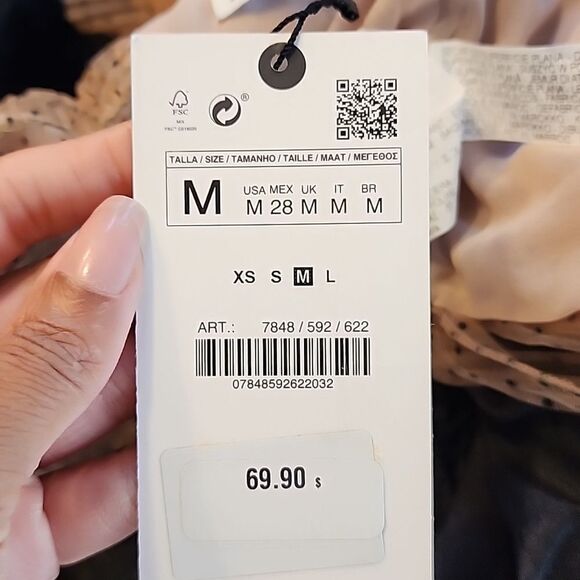 FSC
MIX
®
TALLA / SIZE / TAMANHO / TAILLE / MAAT / ΜΕΓΕΘΟΣ
M
USA MEX UK IT BR
M 28 M M M
XS S M L
ART.: 7848 / 592 / 622
07848592622032
69.90 $